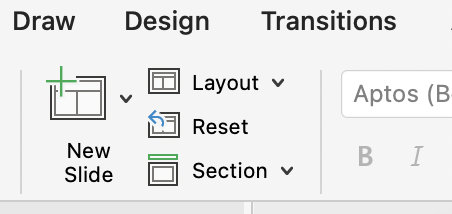 Draw Design Transitions
Layout
Aptos (B
Reset
New
Slide
Section
B I